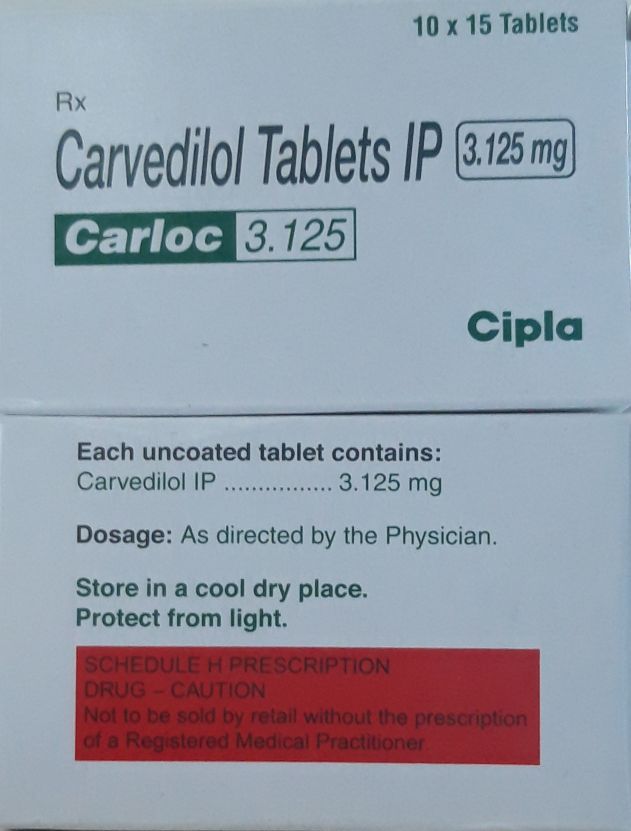 10 x 15 Tablets
Rx
Carvedilol Tablets IP 3.125 mg
Carloc 3.125
Cipla
Each uncoated tablet contains:
Carvedilol IP ................ 3.125 mg
Dosage: As directed by the Physician.
Store in a cool dry place.
Protect from light.
SCHEDULE H PRESCRIPTION
DRUG – CAUTION
Not to be sold by retail without the prescription
of a Registered Medical Practitioner.